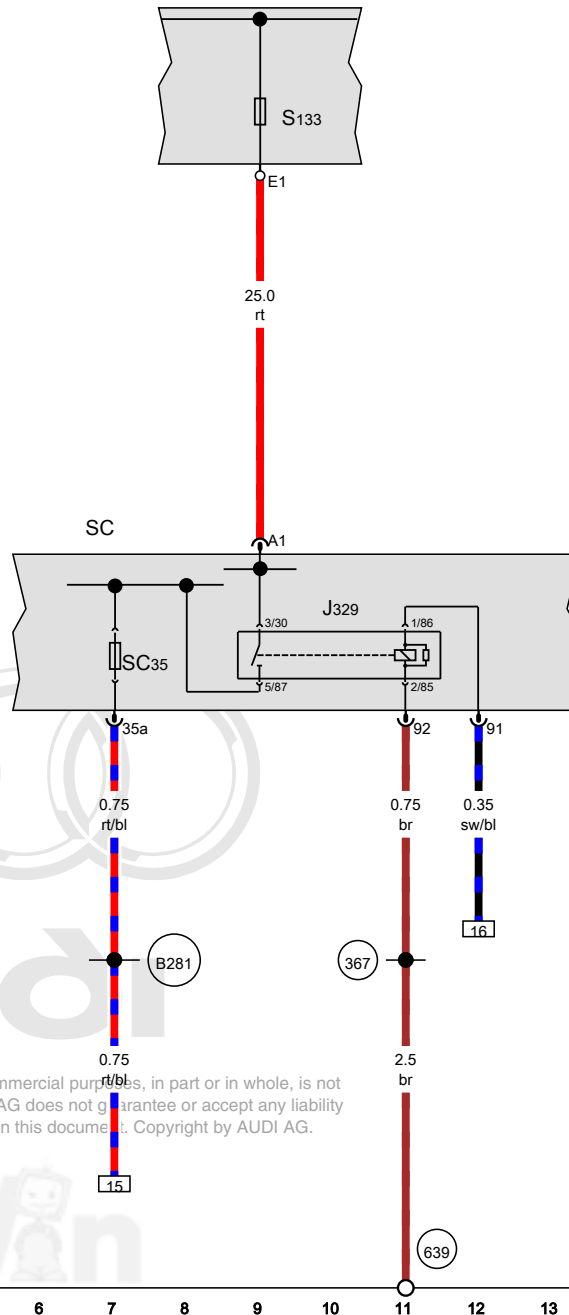 S133
E1
25.0
rt
SC
A1
J329
3/30
1/86
SC35
5/87
2/85
35a
92
91
0.75
rt/bl
0.75
br
0.35
sw/bl
16
B281
367
0.75
rt/bl
2.5
br
mmercial purposes, in part or in whole, is not
AG does not guarantee or accept any liability
n this document. Copyright by AUDI AG.
15
639
6 7 8 9 10 11 12 13